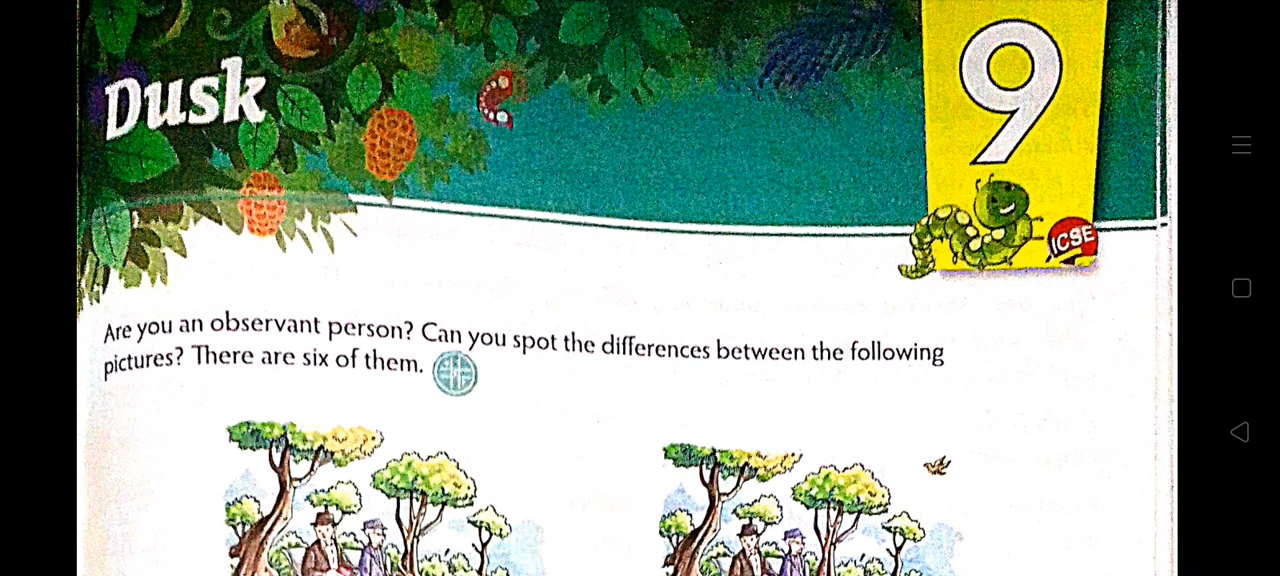 Dusk
9
ICSE
Are you an observant person? Can you spot the differences between the following
pictures? There are six of them.